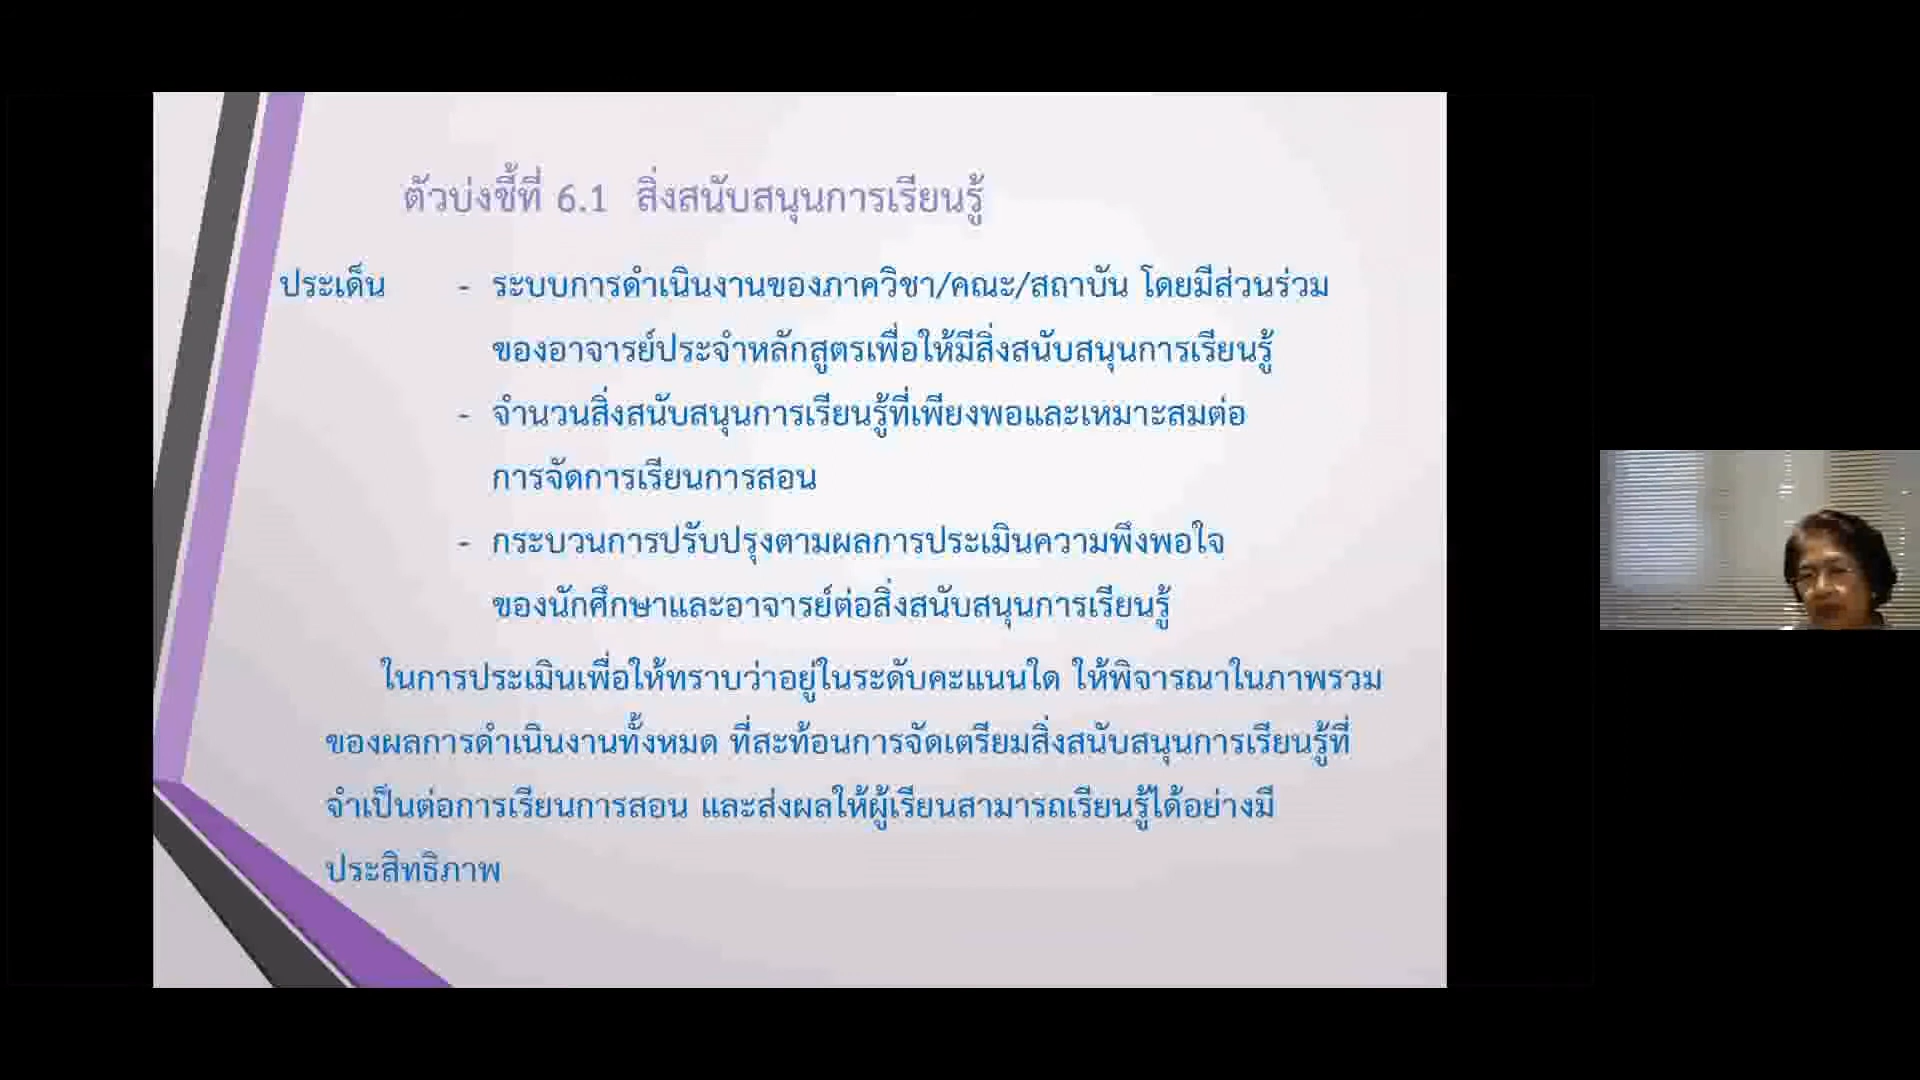 ตัวบ่งชี้ที่ 6.1 สิ่งสนับสนุนการเรียนรู้
ประเด็น - ระบบการดำเนินงานของภาควิชา/คณะ/สถาบัน โดยมีส่วนร่วม
ของอาจารย์ประจำหลักสูตรเพื่อให้มีสิ่งสนับสนุนการเรียนรู้
- จำนวนสิ่งสนับสนุนการเรียนรู้ที่เพียงพอและเหมาะสมต่อ
การจัดการเรียนการสอน
- กระบวนการปรับปรุงตามผลการประเมินความพึงพอใจ
ของนักศึกษาและอาจารย์ต่อสิ่งสนับสนุนการเรียนรู้
ในการประเมินเพื่อให้ทราบว่าอยู่ในระดับคะแนนใด ให้พิจารณาในภาพรวม
ของผลการดำเนินงานทั้งหมด ที่สะท้อนการจัดเตรียมสิ่งสนับสนุนการเรียนรู้ที่
จำเป็นต่อการเรียนการสอน และส่งผลให้ผู้เรียนสามารถเรียนรู้ได้อย่างมี
ประสิทธิภาพ